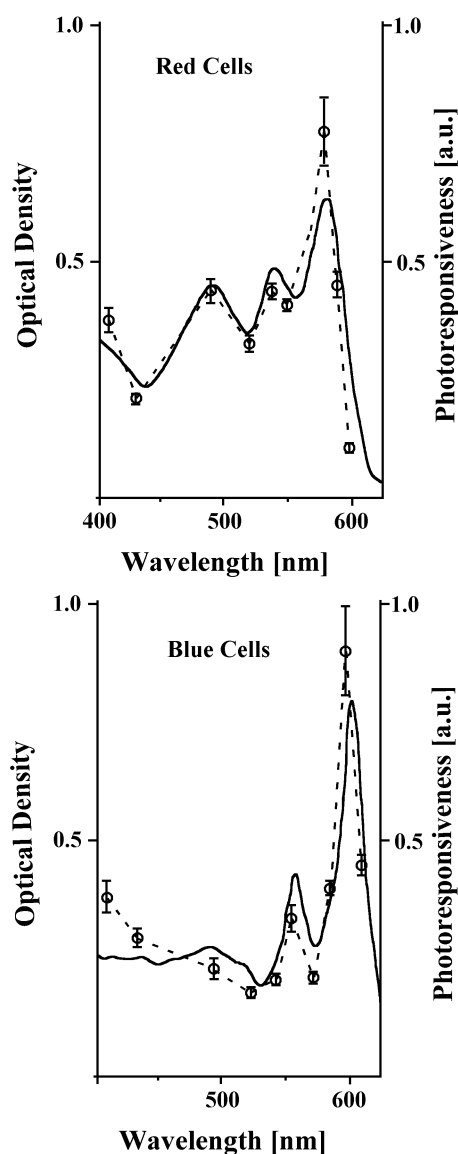 1.0
1.0
Red Cells
Optical Density
Photoresponsiveness [a.u.]
0.5
0.5
400
500
600
Wavelength [nm]
1.0
1.0
Blue Cells
Optical Density
Photoresponsiveness [a.u.]
0.5
0.5
500
600
Wavelength [nm]